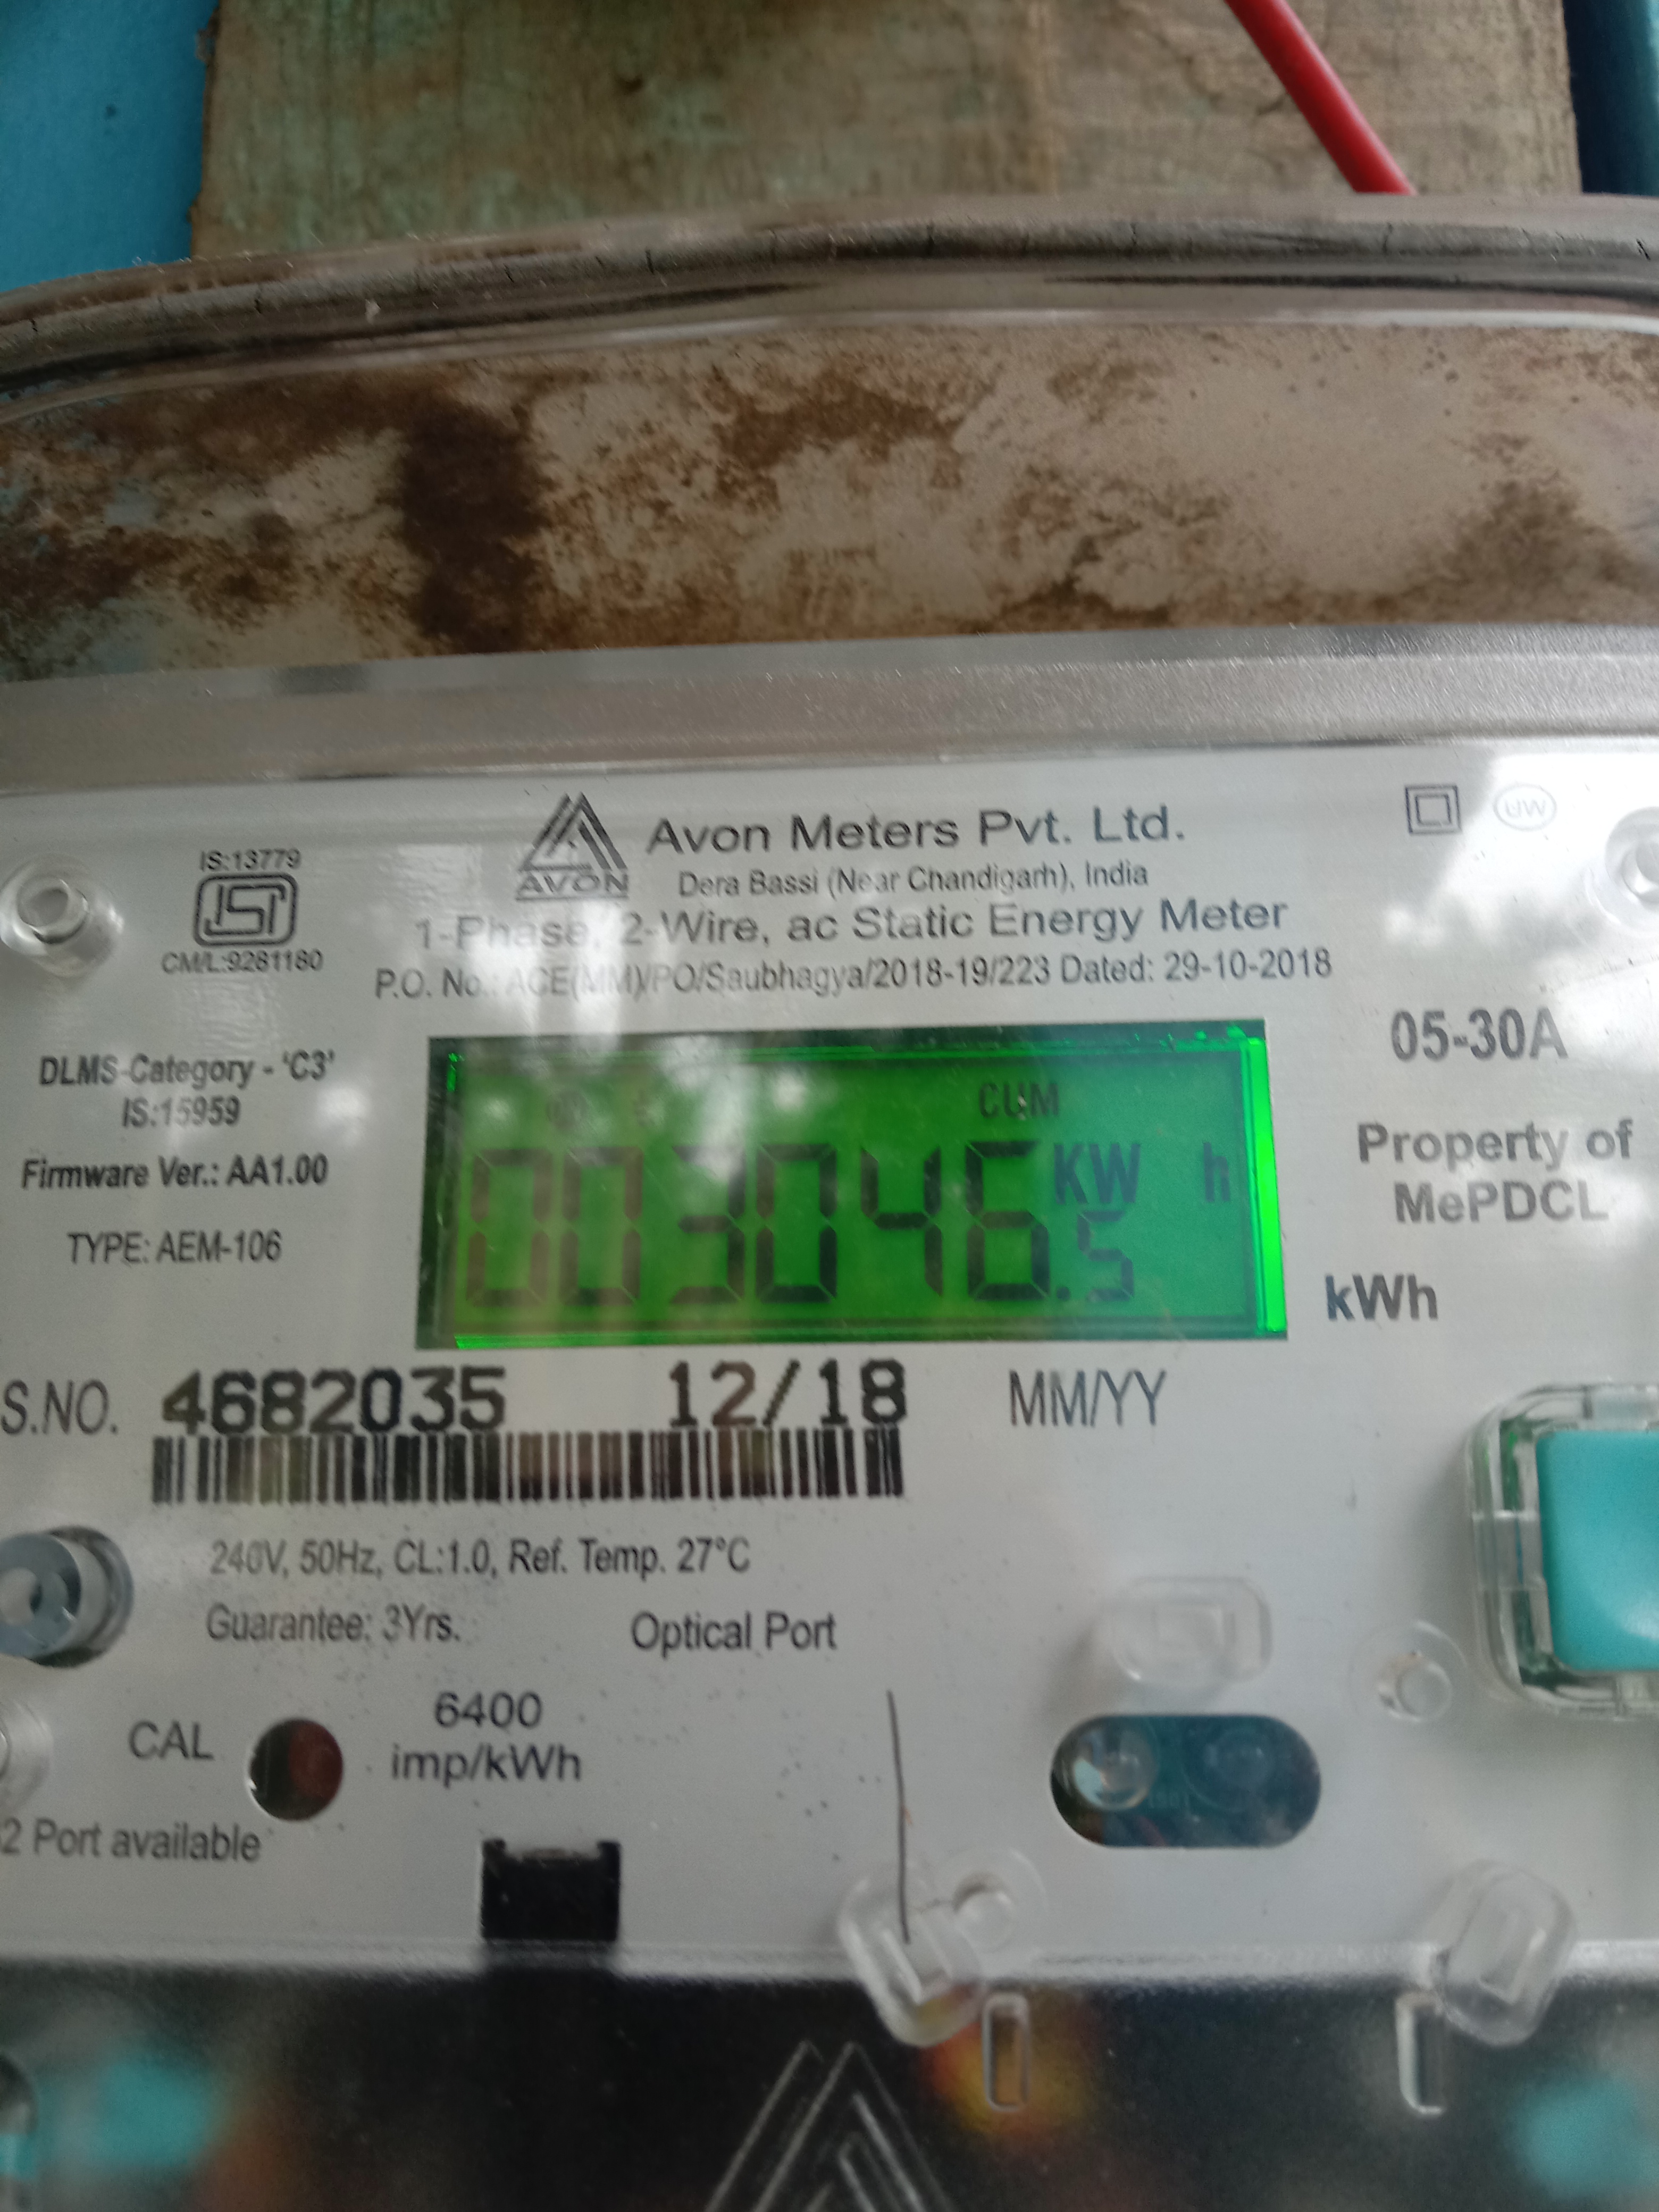 IS:13779
ISI
CM/L:9281180
AVON
Avon Meters Pvt. Ltd.
Dera Bassi (Near Chandigarh), India
1-Phase, 2-Wire, ac Static Energy Meter
P.O. No.: ACE(MM)/PO/Saubhagya/2018-19/223 Dated: 29-10-2018
DLMS-Category - 'C3'
IS:15959
Firmware Ver.: AA1.00
TYPE: AEM-106
CUM
003046.5 KW h
05-30A
Property of
MePDCL
kWh
S.NO. 4682035 12/18 MM/YY
240V, 50Hz, CL:1.0, Ref. Temp. 27°C
Guarantee: 3Yrs.
Optical Port
CAL
6400
imp/kWh
2 Port available